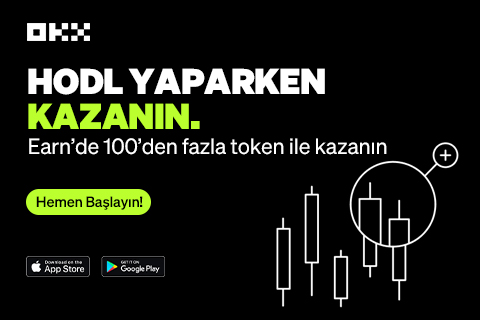 OKX
HODL YAPARKEN
KAZANIN.
Earn’de 100’den fazla token ile kazanın
Hemen Başlayın!
Download on the
App Store
GET IT ON
Google Play